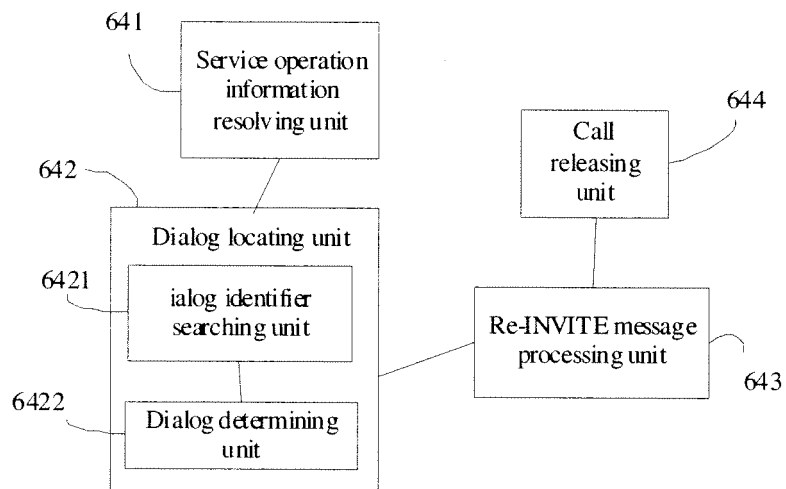 641
Service operation
information
resolving unit
644
Call
releasing
unit
642
Dialog locating unit
6421
ialog identifier
searching unit
Re-INVITE message
processing unit
643
6422
Dialog determining
unit